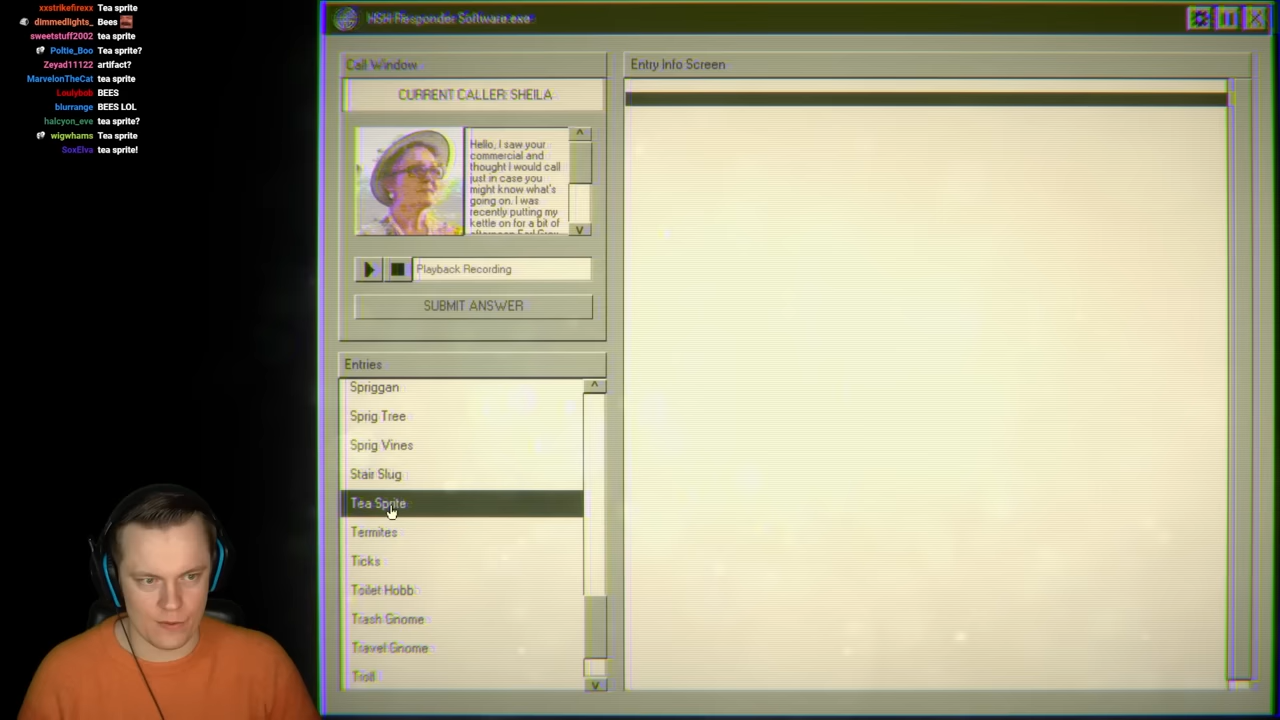 xxstrikefirexx Tea sprite
dimmedlights_ Bees
sweetstuff2002 tea sprite
Poltie_Boo Tea sprite?
Zeyad11122 artifact?
MarvelonTheCat tea sprite
Loulybob BEES
blurrange BEES LOL
halcyon_eve tea sprite?
wigwhams Tea sprite
SoxElva tea sprite!
HSH Responder Software.exe
Call Window
CURRENT CALLER: SHEILA
Hello, I saw your
commercial and
thought I would call
just in case you
might know what's
going on. I was
recently putting my
kettle on for a bit of
afternoon Earl Grey
Playback Recording
SUBMIT ANSWER
Entries
Spriggan
Sprig Tree
Sprig Vines
Stair Slug
Tea Sprite
Termites
Ticks
Toilet Hobb
Trash Gnome
Travel Gnome
Troll
Entry Info Screen